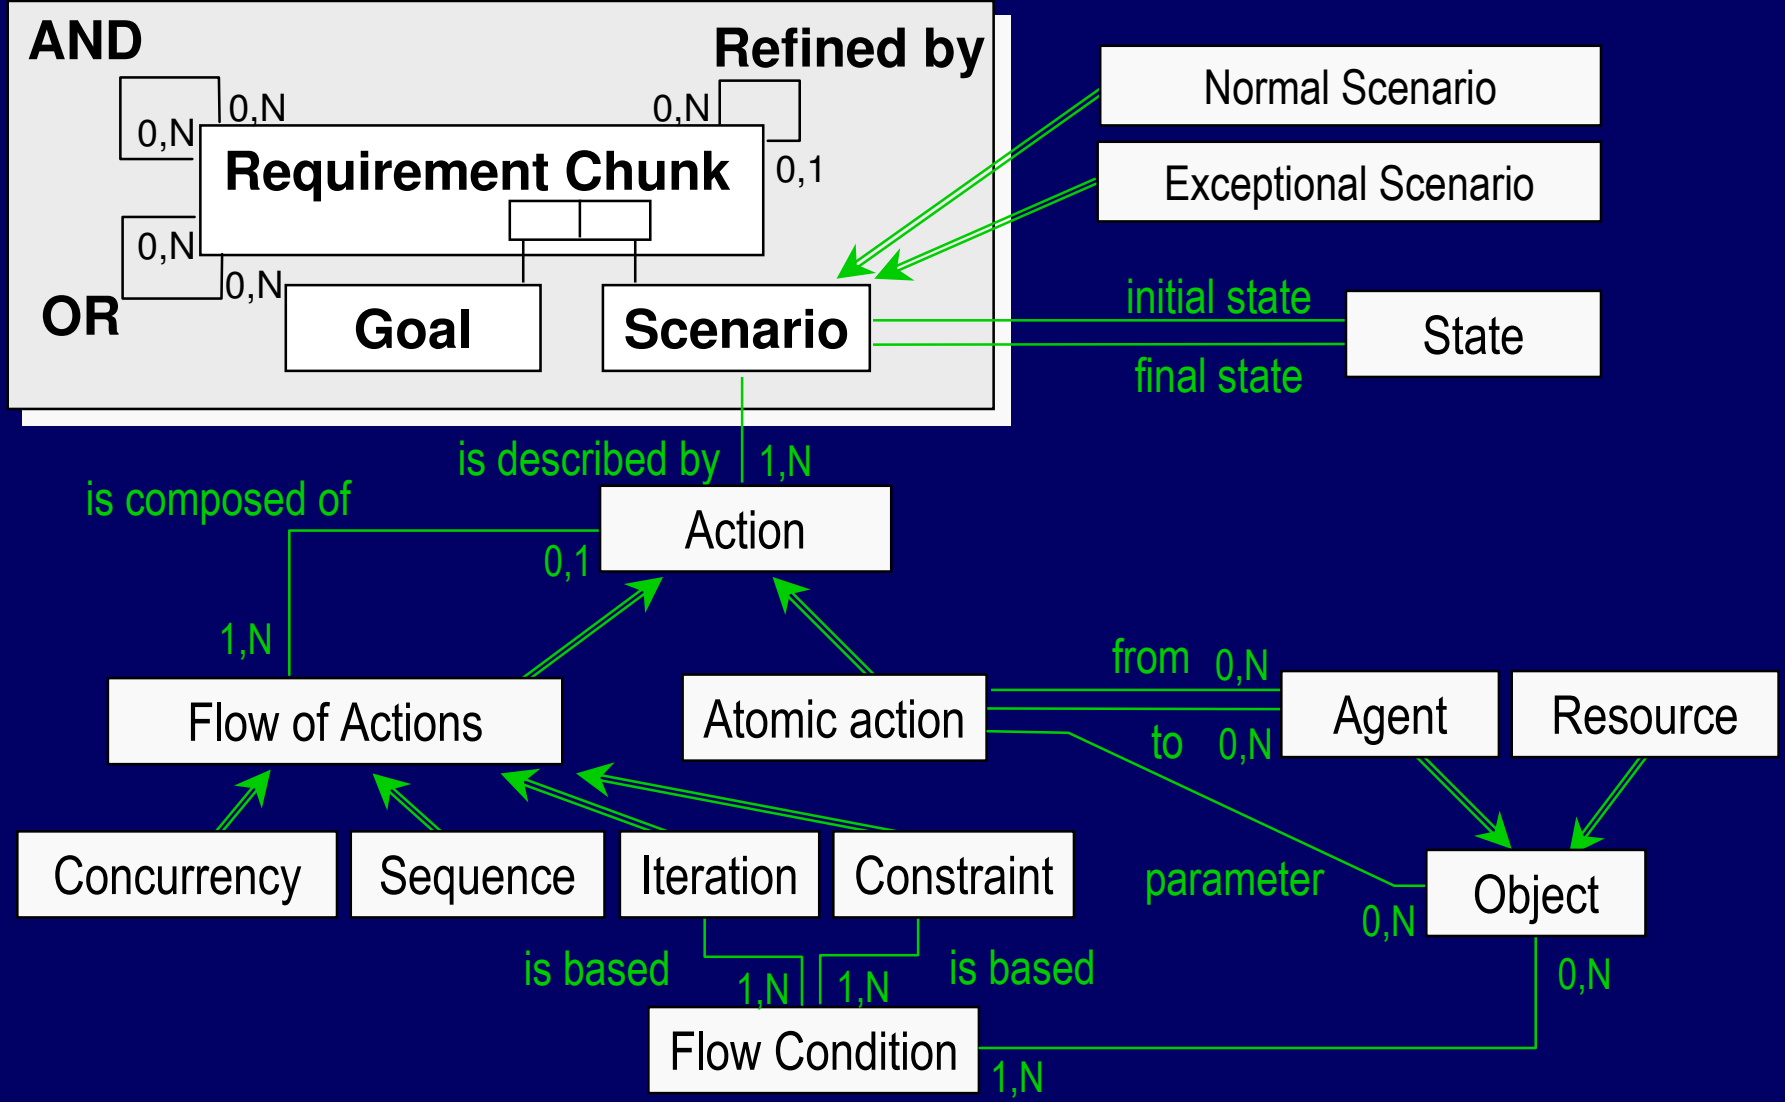 AND
Refined by
0,N
0,N
0,N
0,1
Requirement Chunk
0,N
0,N
OR
Goal
Scenario
Normal Scenario
Exceptional Scenario
initial state
State
final state
is described by
1,N
is composed of
Action
0,1
1,N
from
0,N
Flow of Actions
Atomic action
Agent
Resource
to
0,N
Concurrency
Sequence
Iteration
Constraint
parameter
Object
0,N
is based
1,N
1,N
is based
0,N
Flow Condition
1,N